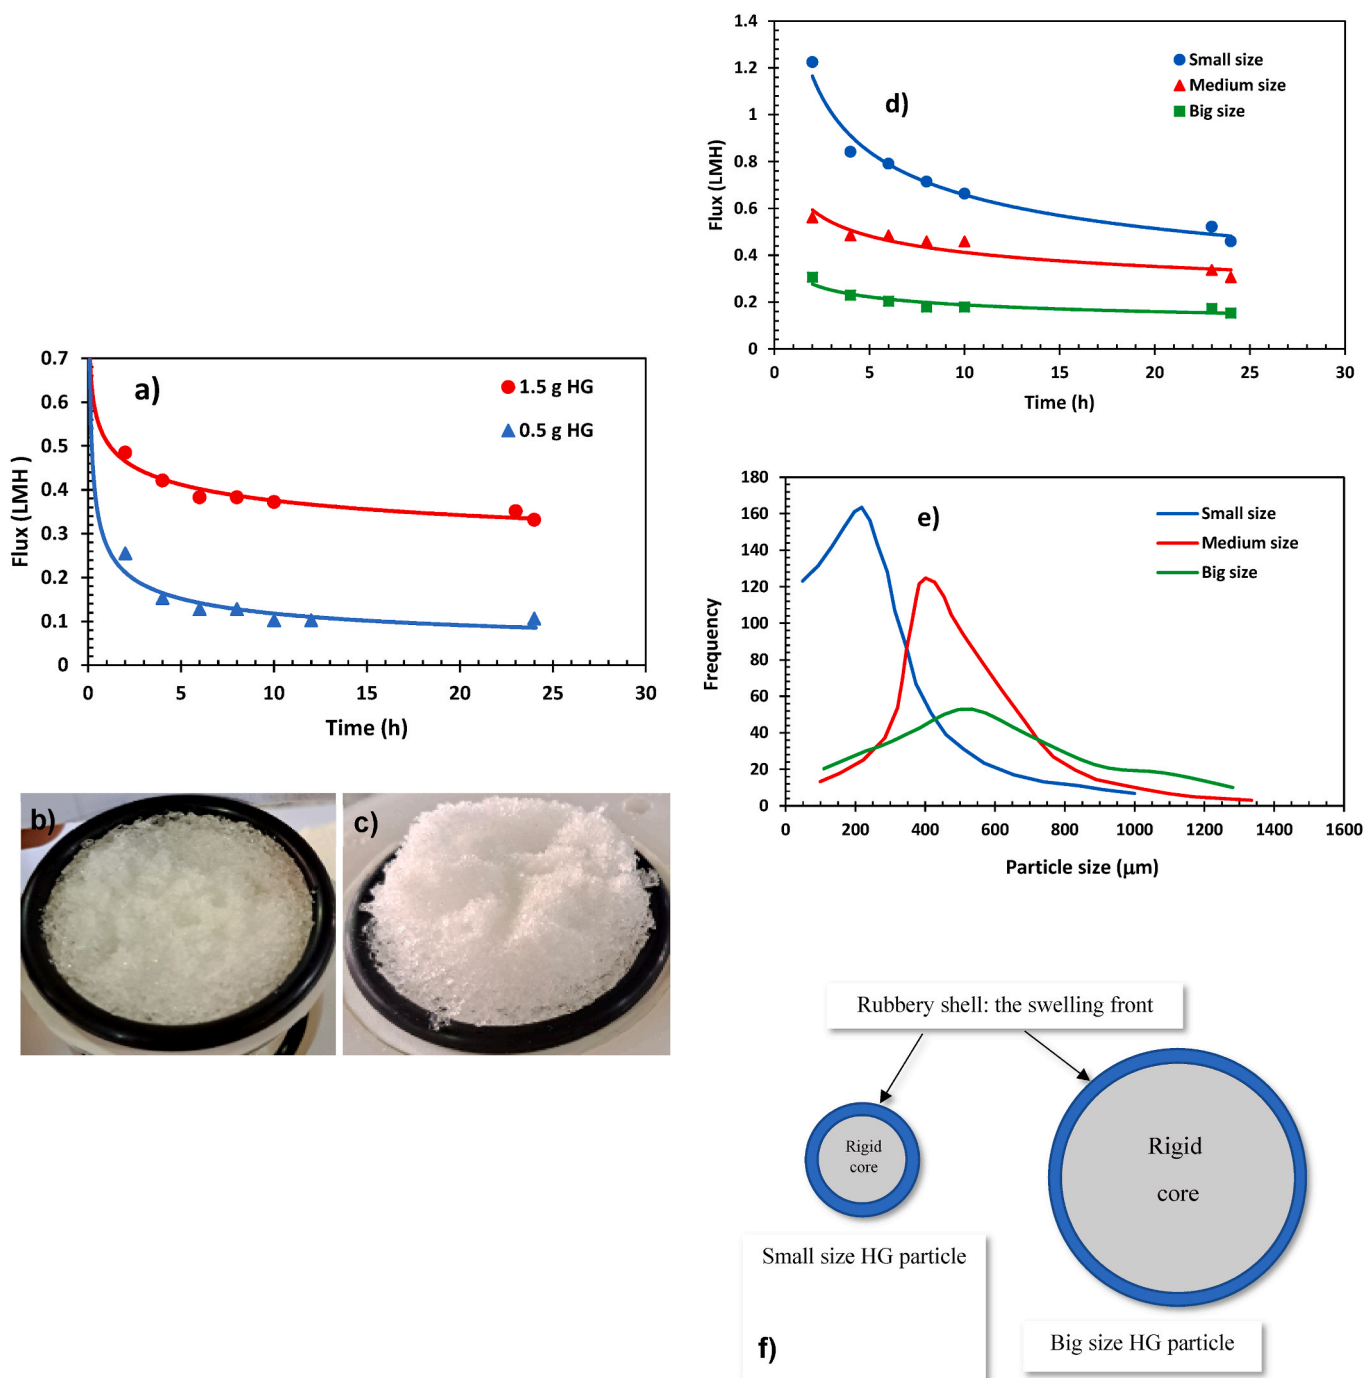 a)
1.5 g HG
0.5 g HG
Flux (LMH )
0.7
0.6
0.5
0.4
0.3
0.2
0.1
0
0 5 10 15 20 25 30
Time (h)
b)
c)
d)
Small size
Medium size
Big size
Flux (LMH)
1.4
1.2
1
0.8
0.6
0.4
0.2
0
0 5 10 15 20 25 30
Time (h)
e)
Small size
Medium size
Big size
Frequency
180
160
140
120
100
80
60
40
20
0
0 200 400 600 800 1000 1200 1400 1600
Particle size (μm)
Rubbery shell: the swelling front
Rigid
core
Rigid
core
Small size HG particle
Big size HG particle
f)